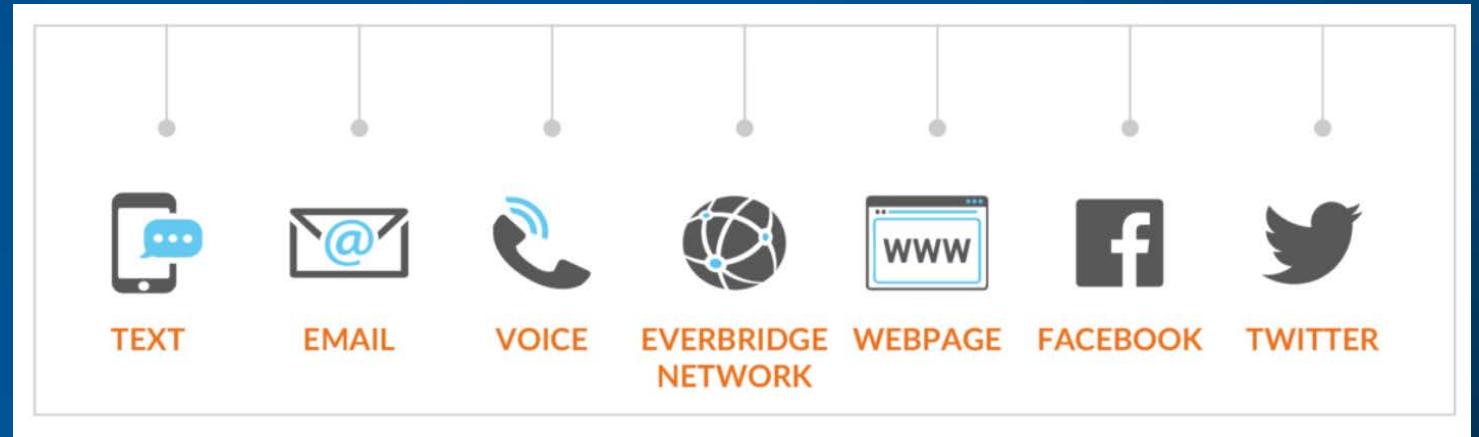 @
WWW
f
TEXT
EMAIL
VOICE
EVERBRIDGE
NETWORK
WEBPAGE
FACEBOOK
TWITTER